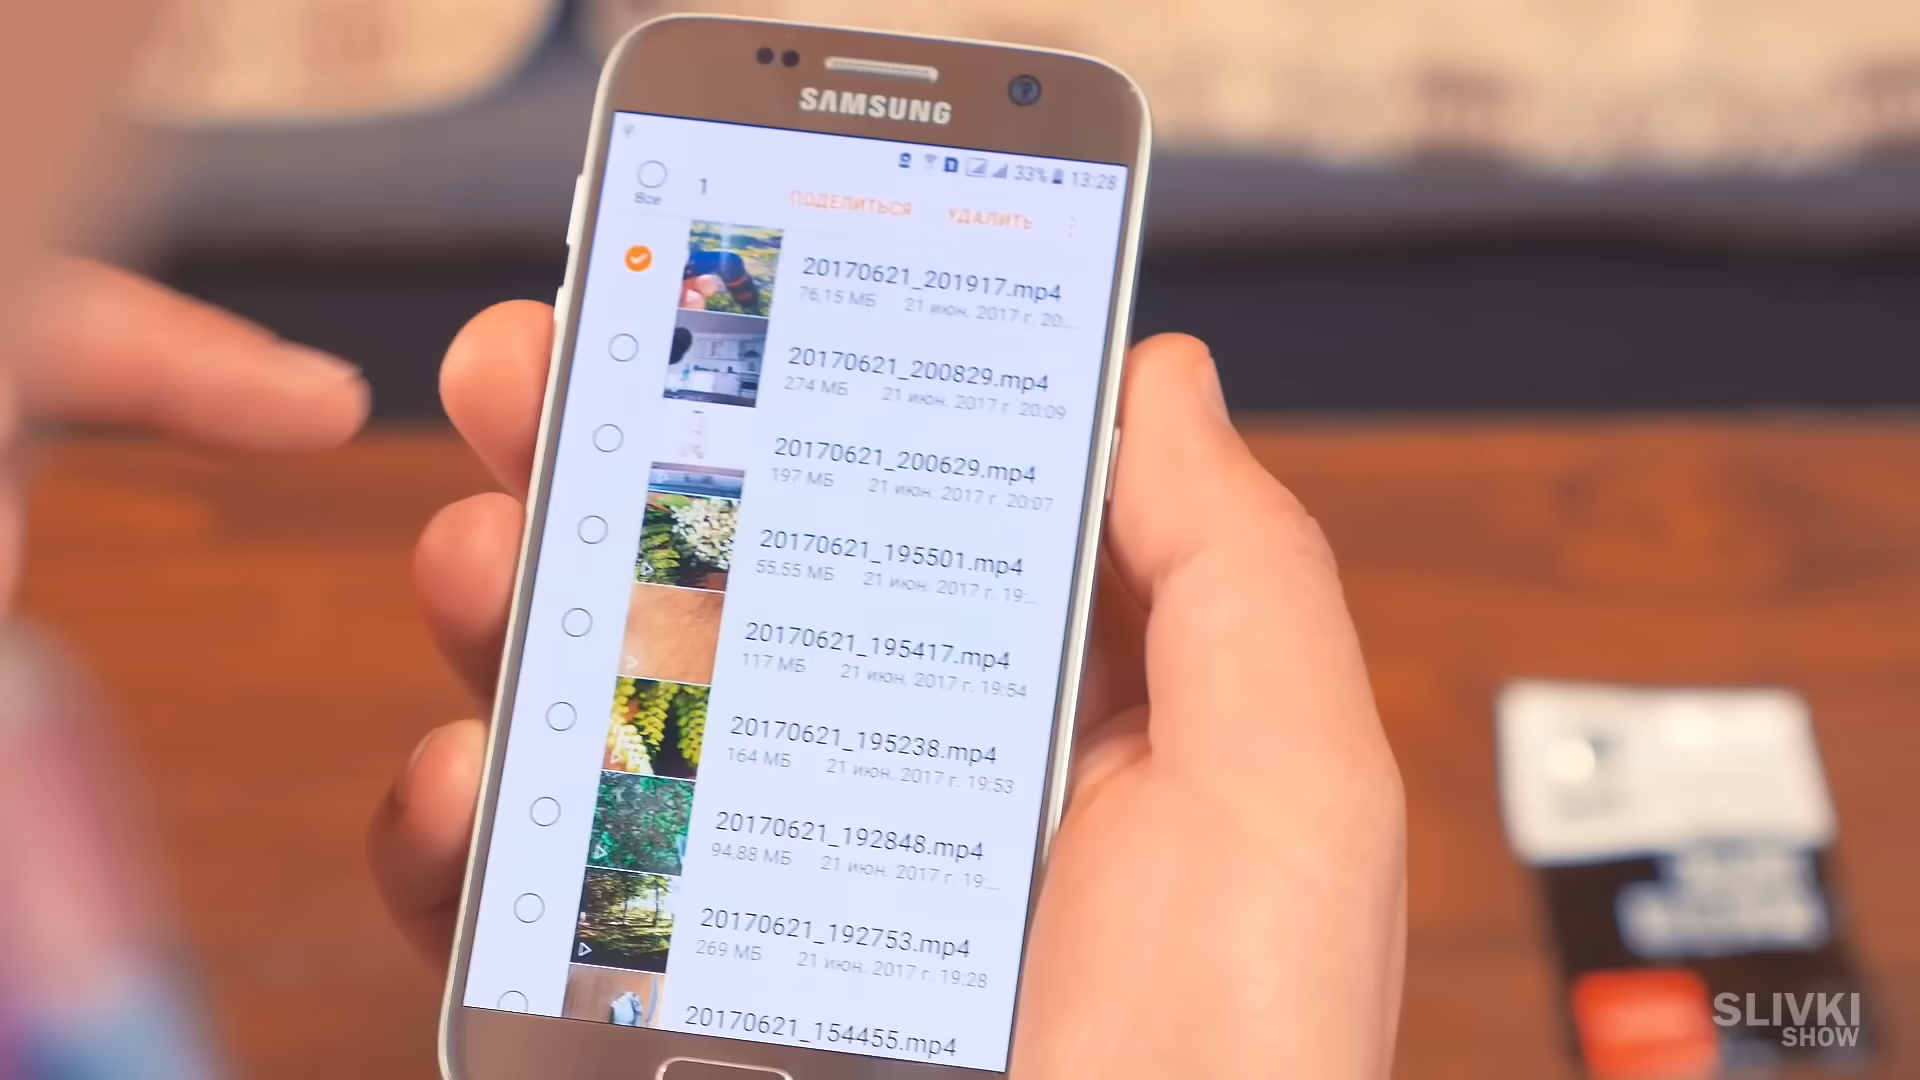 SAMSUNG
33% 13:28
Все
1
ПОДЕЛИТЬСЯ УДАЛИТЬ
20170621_201917.mp4
76,15 МБ 21 июн. 2017 г. 20:...
20170621_200829.mp4
274 МБ 21 июн. 2017 г. 20:09
20170621_200629.mp4
197 МБ 21 июн. 2017 г. 20:07
20170621_195501.mp4
55,55 МБ 21 июн. 2017 г. 19:...
20170621_195417.mp4
117 МБ 21 июн. 2017 г. 19:54
20170621_195238.mp4
164 МБ 21 июн. 2017 г. 19:53
20170621_192848.mp4
94,88 МБ 21 июн. 2017 г. 19:...
20170621_192753.mp4
269 МБ 21 июн. 2017 г. 19:28
20170621_154455.mp4
SLIVKI
SHOW